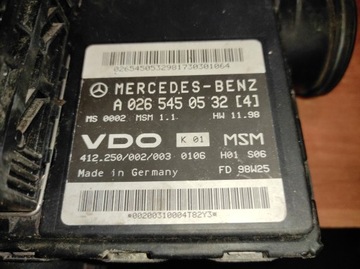 0265450532981730301064
MERCEDES-BENZ
A 026 545 05 32 [4]
MS 0002 MSM 1.1 HW 11.98
VDO K 01 MSM
412.250/002/003 0106 H01 S06
Made in Germany FD 98W25
*00200310004T82Y3*